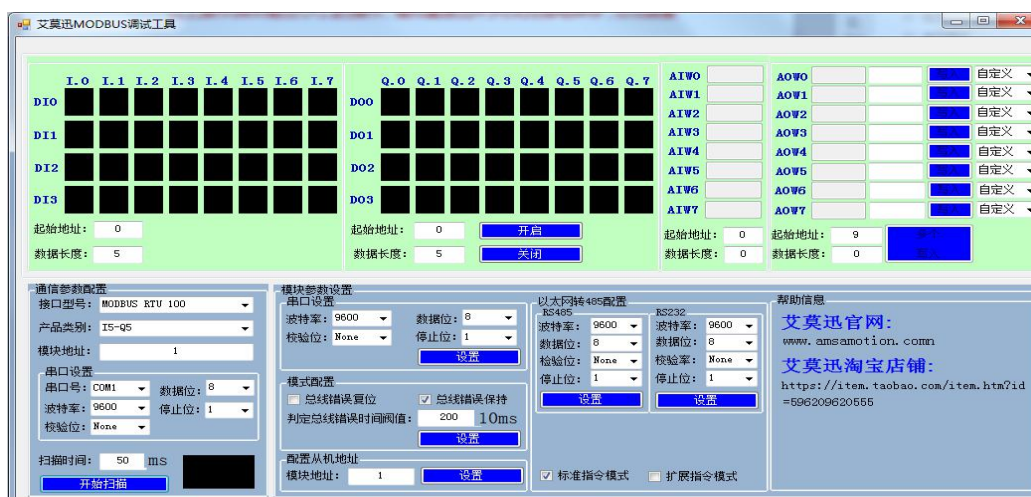 艾莫迅MODBUS调试工具
I.0 I.1 I.2 I.3 I.4 I.5 I.6 I.7
DI0
DI1
DI2
DI3
起始地址: 0
数据长度: 5
Q.0 Q.1 Q.2 Q.3 Q.4 Q.5 Q.6 Q.7
DO0
DO1
DO2
DO3
起始地址: 0 开启
数据长度: 5 关闭
AIW0
AIW1
AIW2
AIW3
AIW4
AIW5
AIW6
AIW7
起始地址: 0
数据长度: 0
AOW0 自定义
AOW1 自定义
AOW2 自定义
AOW3 自定义
AOW4 自定义
AOW5 自定义
AOW6 自定义
AOW7 自定义
起始地址: 9
数据长度: 0
通信参数配置
接口型号: MODBUS RTU 100
产品类别: I5-Q5
模块地址: 1
串口设置
串口号: COM1 数据位: 8
波特率: 9600 停止位: 1
校验位: None
扫描时间: 50 ms
开始扫描
模块参数设置
串口设置
波特率: 9600 数据位: 8
校验位: None 停止位: 1
设置
模式配置
总线错误复位 总线错误保持
判定总线错误时间阀值: 200 10ms
设置
配置从机地址
模块地址: 1 设置
以太网转485配置
RS485
波特率: 9600
数据位: 8
检验位: None
停止位: 1
设置
RS232
波特率: 9600
数据位: 8
校验率: None
停止位: 1
设置
标准指令模式 扩展指令模式
帮助信息
艾莫迅官网:
www.amsamotion.comn
艾莫迅淘宝店铺:
https://item.taobao.com/item.htm?id
=596209620555